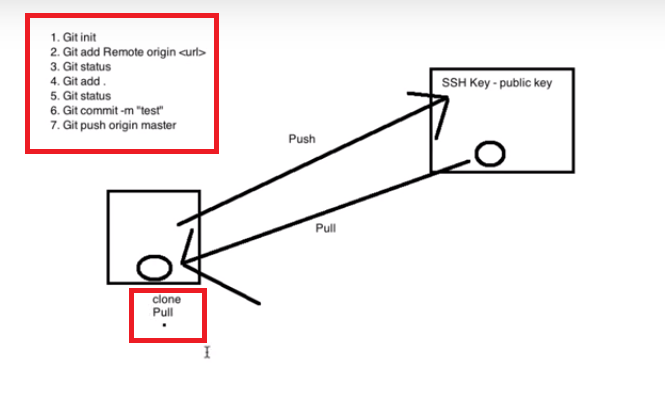 1. Git init
2. Git add Remote origin <url>
3. Git status
4. Git add .
5. Git status
6. Git commit -m "test"
7. Git push origin master
SSH Key - public key
Push
Pull
clone
Pull